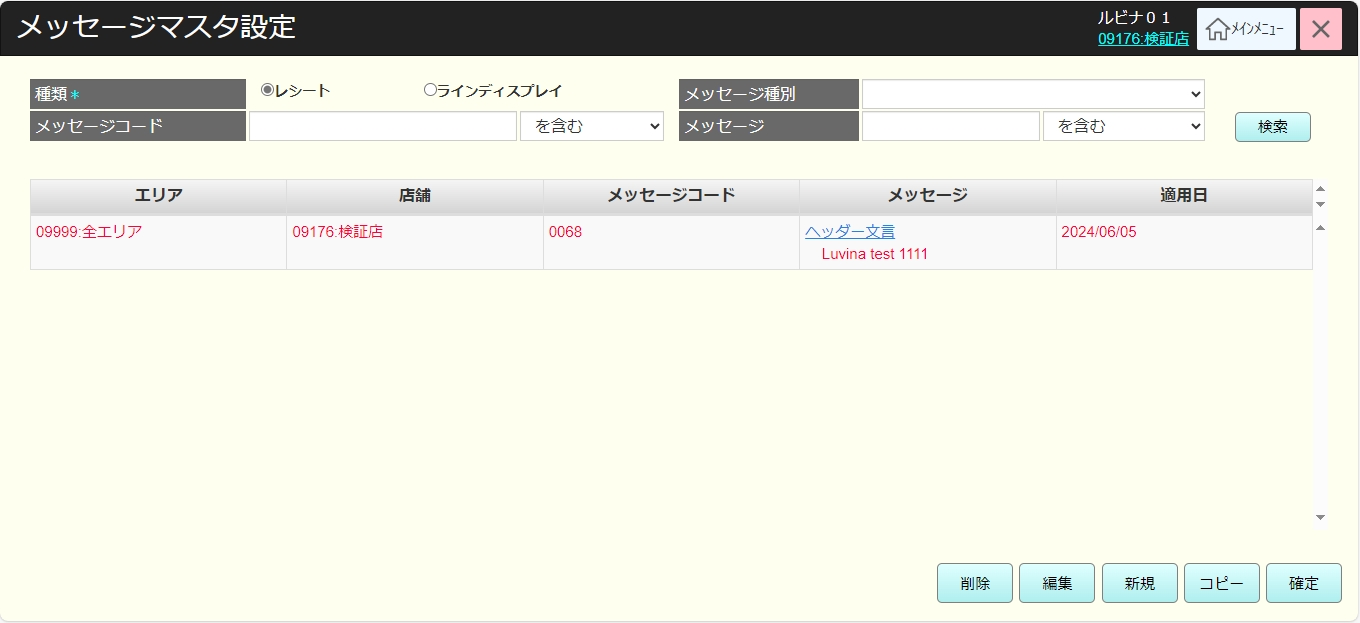 メッセージマスタ設定
ルビナ０１
09176:検証店
メインメニュー
種類*
レシート
ラインディスプレイ
メッセージ種別
メッセージコード
を含む
メッセージ
を含む
検索
エリア 店舗 メッセージコード メッセージ 適用日
09999:全エリア 09176:検証店 0068 ヘッダー文言 2024/06/05
Luvina test 1111
削除 編集 新規 コピー 確定